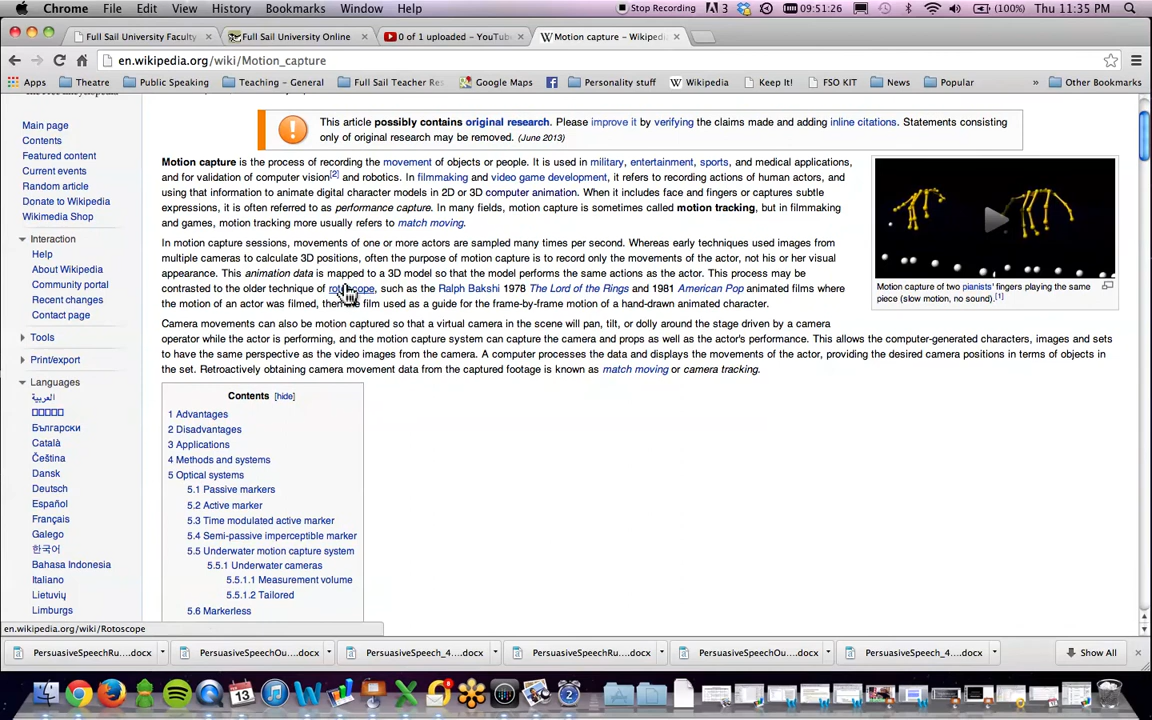 Chrome File Edit View History Bookmarks Window Help Stop Recording 3 09:51:26 (100%) Thu 11:35 PM
Full Sail University Faculty Full Sail University Online 0 of 1 uploaded – YouTube Motion capture – Wikiped
en.wikipedia.org/wiki/Motion_capture
Apps Theatre Public Speaking Teaching – General Full Sail Teacher Res Google Maps Personality stuff Wikipedia Keep It! FSO KIT News Popular » Other Bookmarks
Main page
Contents
Featured content
Current events
Random article
Donate to Wikipedia
Wikimedia Shop
Interaction
Help
About Wikipedia
Community portal
Recent changes
Contact page
Tools
Print/export
Languages
العربية
Български
Català
Čeština
Dansk
Deutsch
Español
Français
Galego
한국어
Bahasa Indonesia
Italiano
Lietuvių
Limburgs
This article possibly contains original research. Please improve it by verifying the claims made and adding inline citations. Statements consisting
only of original research may be removed. (June 2013)
Motion capture is the process of recording the movement of objects or people. It is used in military, entertainment, sports, and medical applications,
and for validation of computer vision[2] and robotics. In filmmaking and video game development, it refers to recording actions of human actors, and
using that information to animate digital character models in 2D or 3D computer animation. When it includes face and fingers or captures subtle
expressions, it is often referred to as performance capture. In many fields, motion capture is sometimes called motion tracking, but in filmmaking
and games, motion tracking more usually refers to match moving.
In motion capture sessions, movements of one or more actors are sampled many times per second. Whereas early techniques used images from
multiple cameras to calculate 3D positions, often the purpose of motion capture is to record only the movements of the actor, not his or her visual
appearance. This animation data is mapped to a 3D model so that the model performs the same actions as the actor. This process may be
contrasted to the older technique of rotoscope, such as the Ralph Bakshi 1978 The Lord of the Rings and 1981 American Pop animated films where
the motion of an actor was filmed, then the film used as a guide for the frame-by-frame motion of a hand-drawn animated character.
Camera movements can also be motion captured so that a virtual camera in the scene will pan, tilt, or dolly around the stage driven by a camera
operator while the actor is performing, and the motion capture system can capture the camera and props as well as the actor's performance. This allows the computer-generated characters, images and sets
to have the same perspective as the video images from the camera. A computer processes the data and displays the movements of the actor, providing the desired camera positions in terms of objects in
the set. Retroactively obtaining camera movement data from the captured footage is known as match moving or camera tracking.
Motion capture of two pianists' fingers playing the same
piece (slow motion, no sound).[1]
Contents [hide]
1 Advantages
2 Disadvantages
3 Applications
4 Methods and systems
5 Optical systems
5.1 Passive markers
5.2 Active marker
5.3 Time modulated active marker
5.4 Semi-passive imperceptible marker
5.5 Underwater motion capture system
5.5.1 Underwater cameras
5.5.1.1 Measurement volume
5.5.1.2 Tailored
5.6 Markerless
en.wikipedia.org/wiki/Rotoscope
PersuasiveSpeechRu....docx PersuasiveSpeechOu....docx PersuasiveSpeech_4....docx PersuasiveSpeechRu....docx PersuasiveSpeechOu....docx PersuasiveSpeech_4....docx Show All
13 8 2